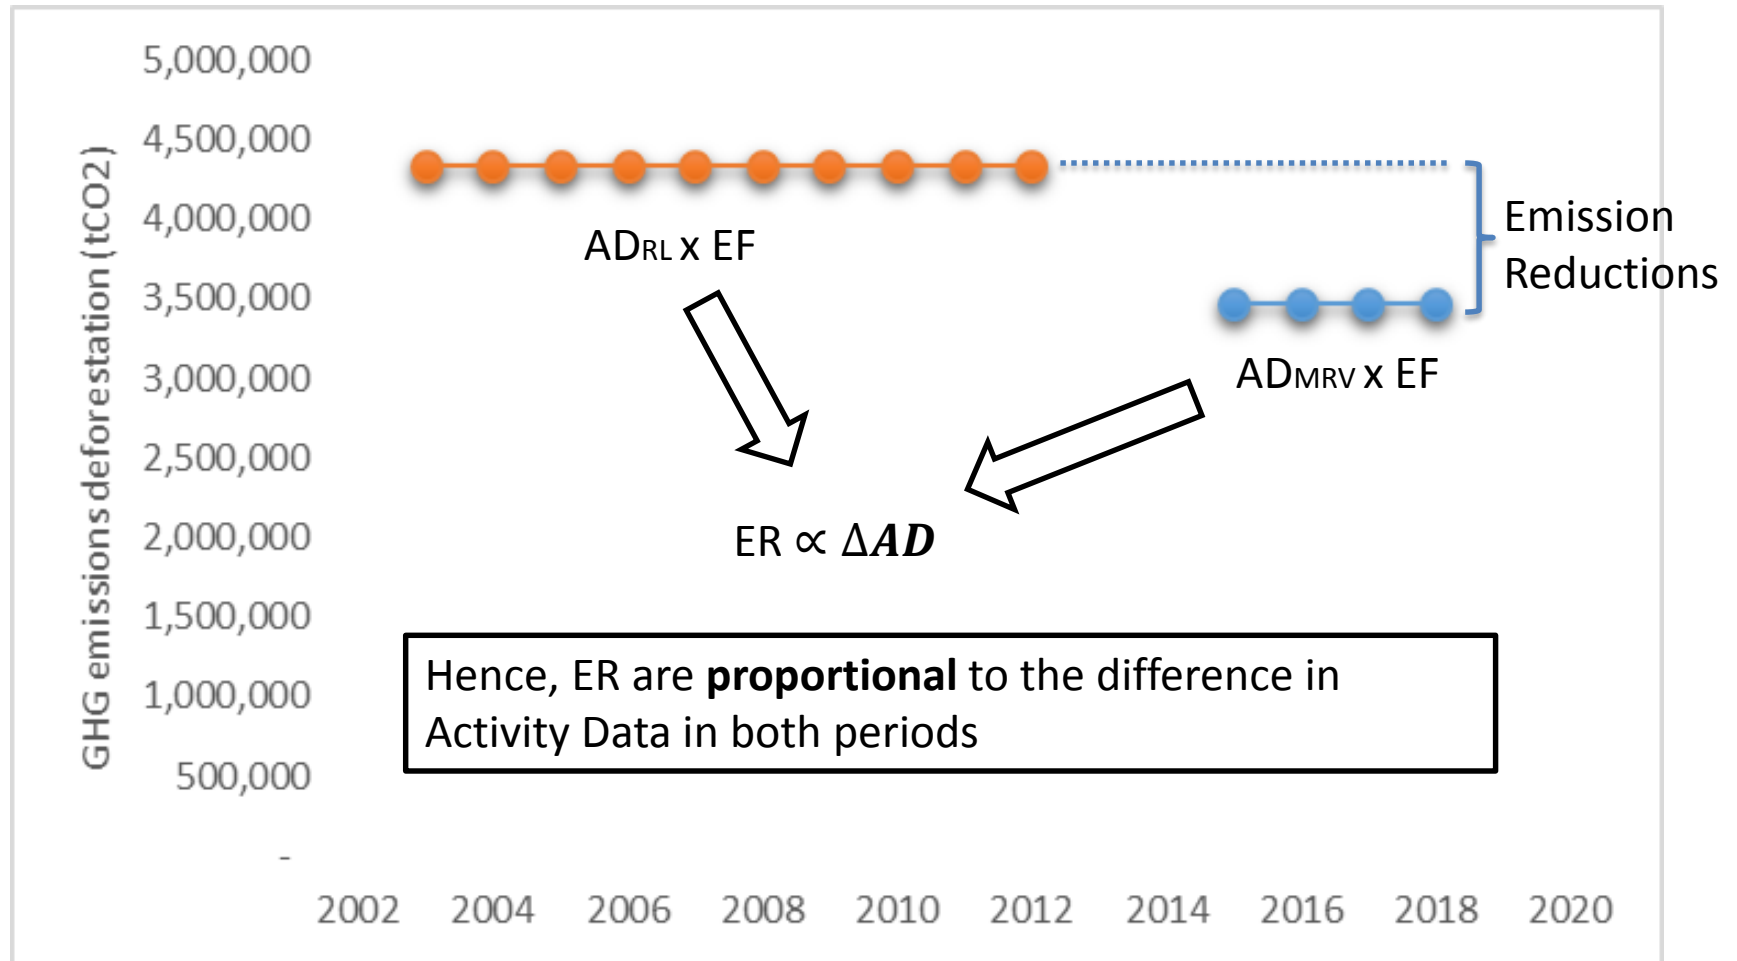 GHG emissions deforestation (tCO2)
5,000,000
4,500,000
4,000,000
3,500,000
3,000,000
2,500,000
2,000,000
1,500,000
1,000,000
500,000
-
2002 2004 2006 2008 2010 2012 2014 2016 2018 2020
ADRL x EF
Emission
Reductions
ADMRV x EF
ER ∝ ΔAD
Hence, ER are proportional to the difference in
Activity Data in both periods